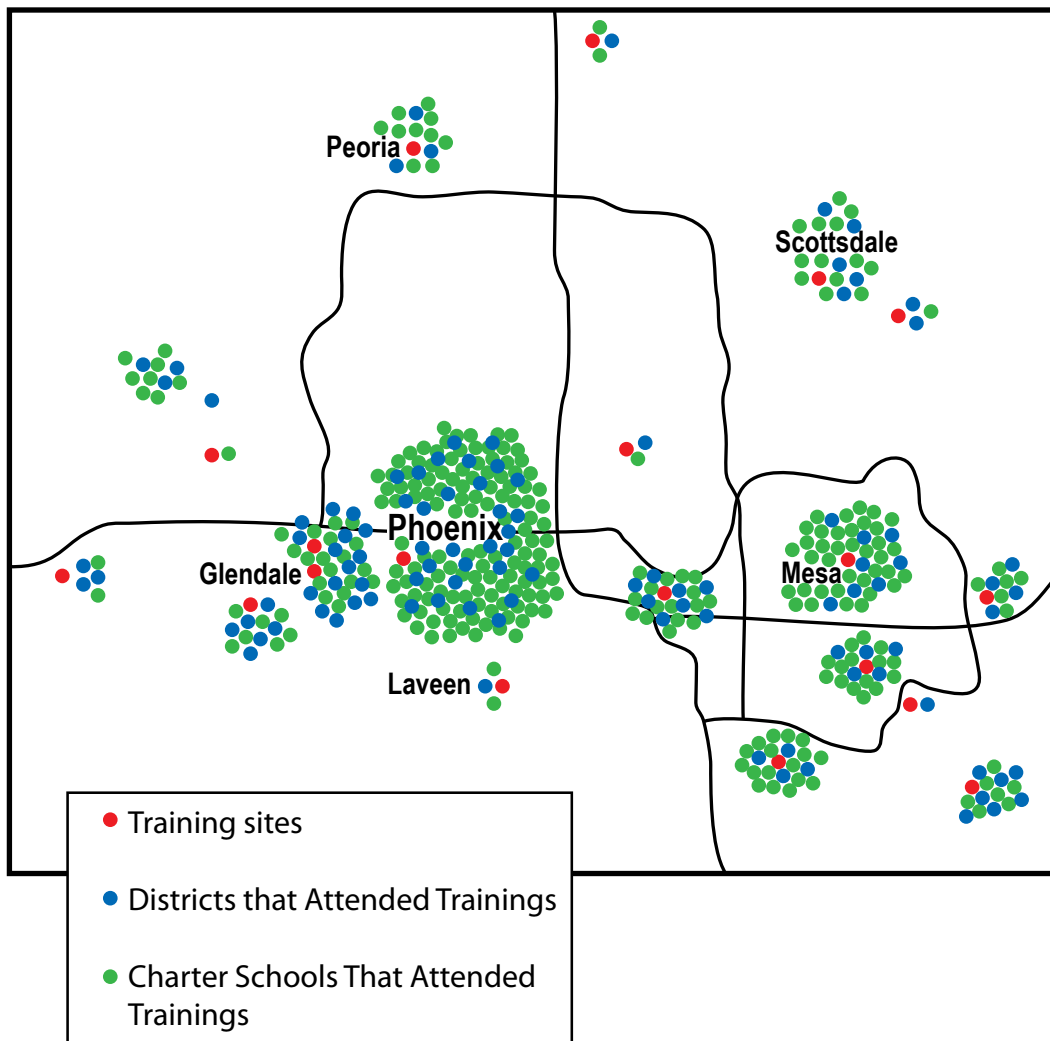 Peoria
Scottsdale
Phoenix
Glendale
Mesa
Laveen
Training sites
Districts that Attended Trainings
Charter Schools That Attended
Trainings